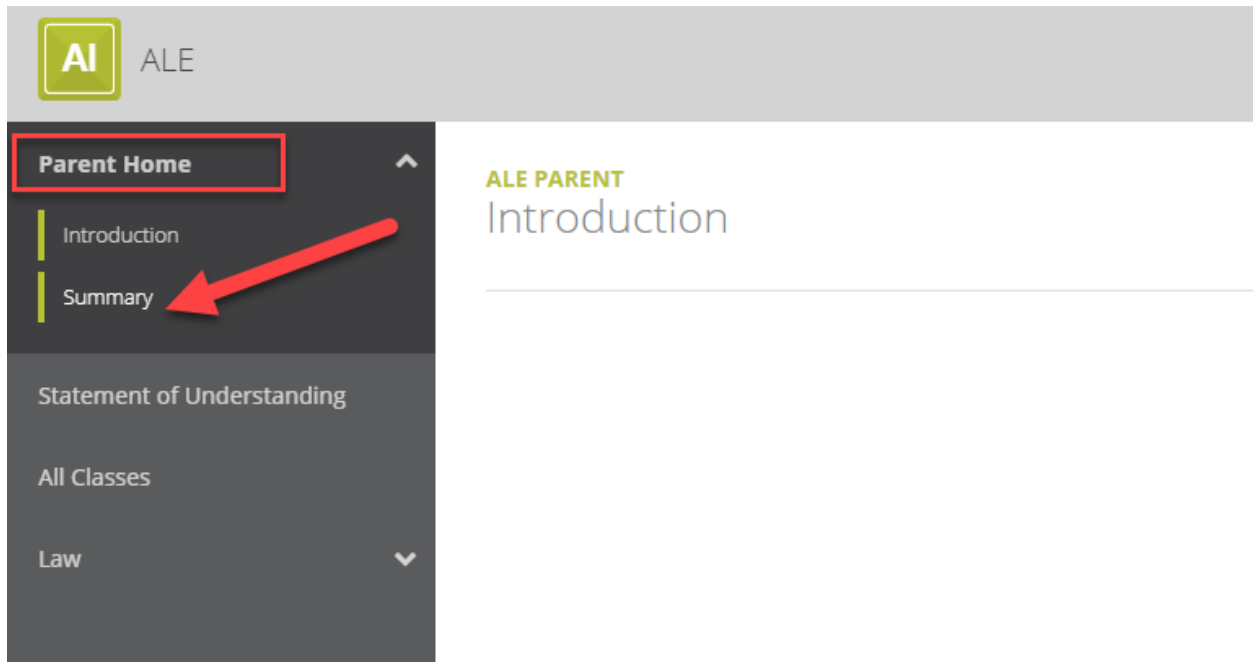 AI ALE
Parent Home
Introduction
Summary
Statement of Understanding
All Classes
Law
ALE PARENT
Introduction